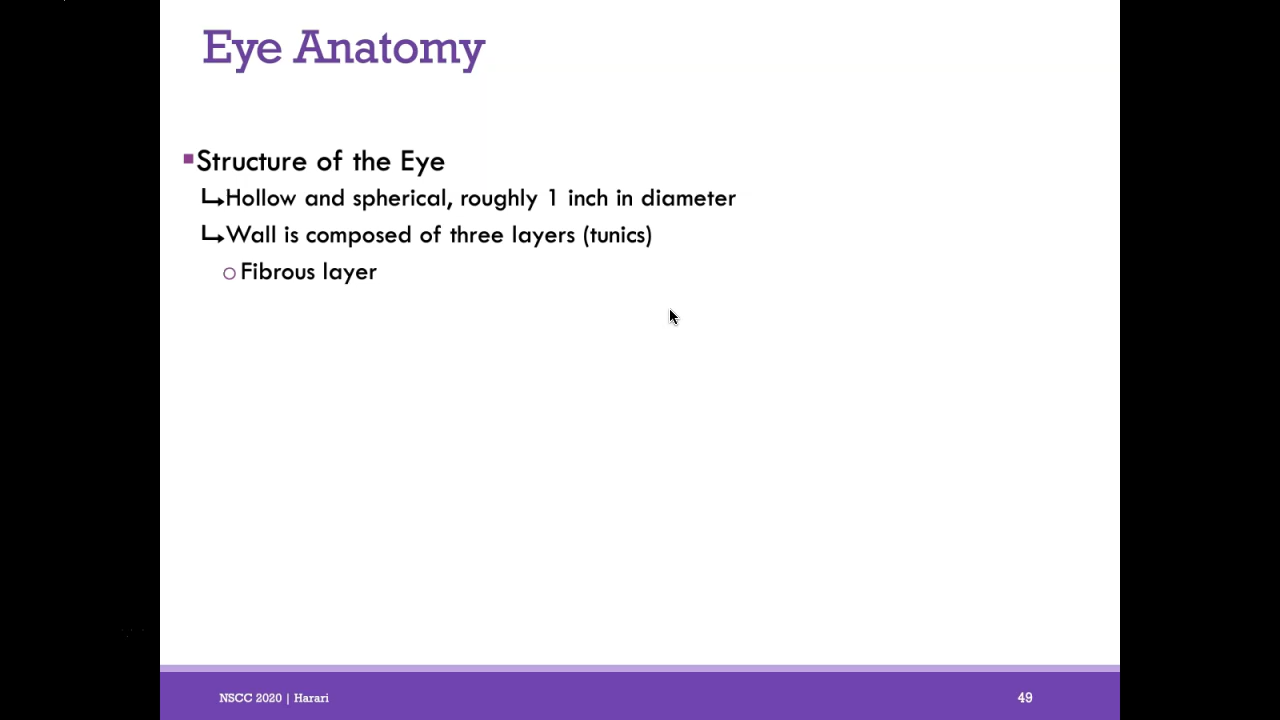 Eye Anatomy
Structure of the Eye
Hollow and spherical, roughly 1 inch in diameter
Wall is composed of three layers (tunics)
Fibrous layer
NSCC 2020 | Harari
49